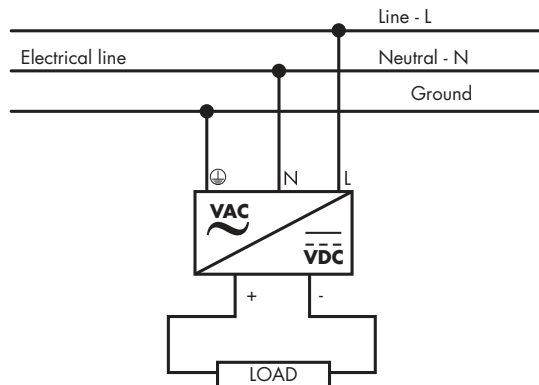 Line - L
Electrical line
Neutral - N
Ground
N
L
VAC
VDC
+
-
LOAD